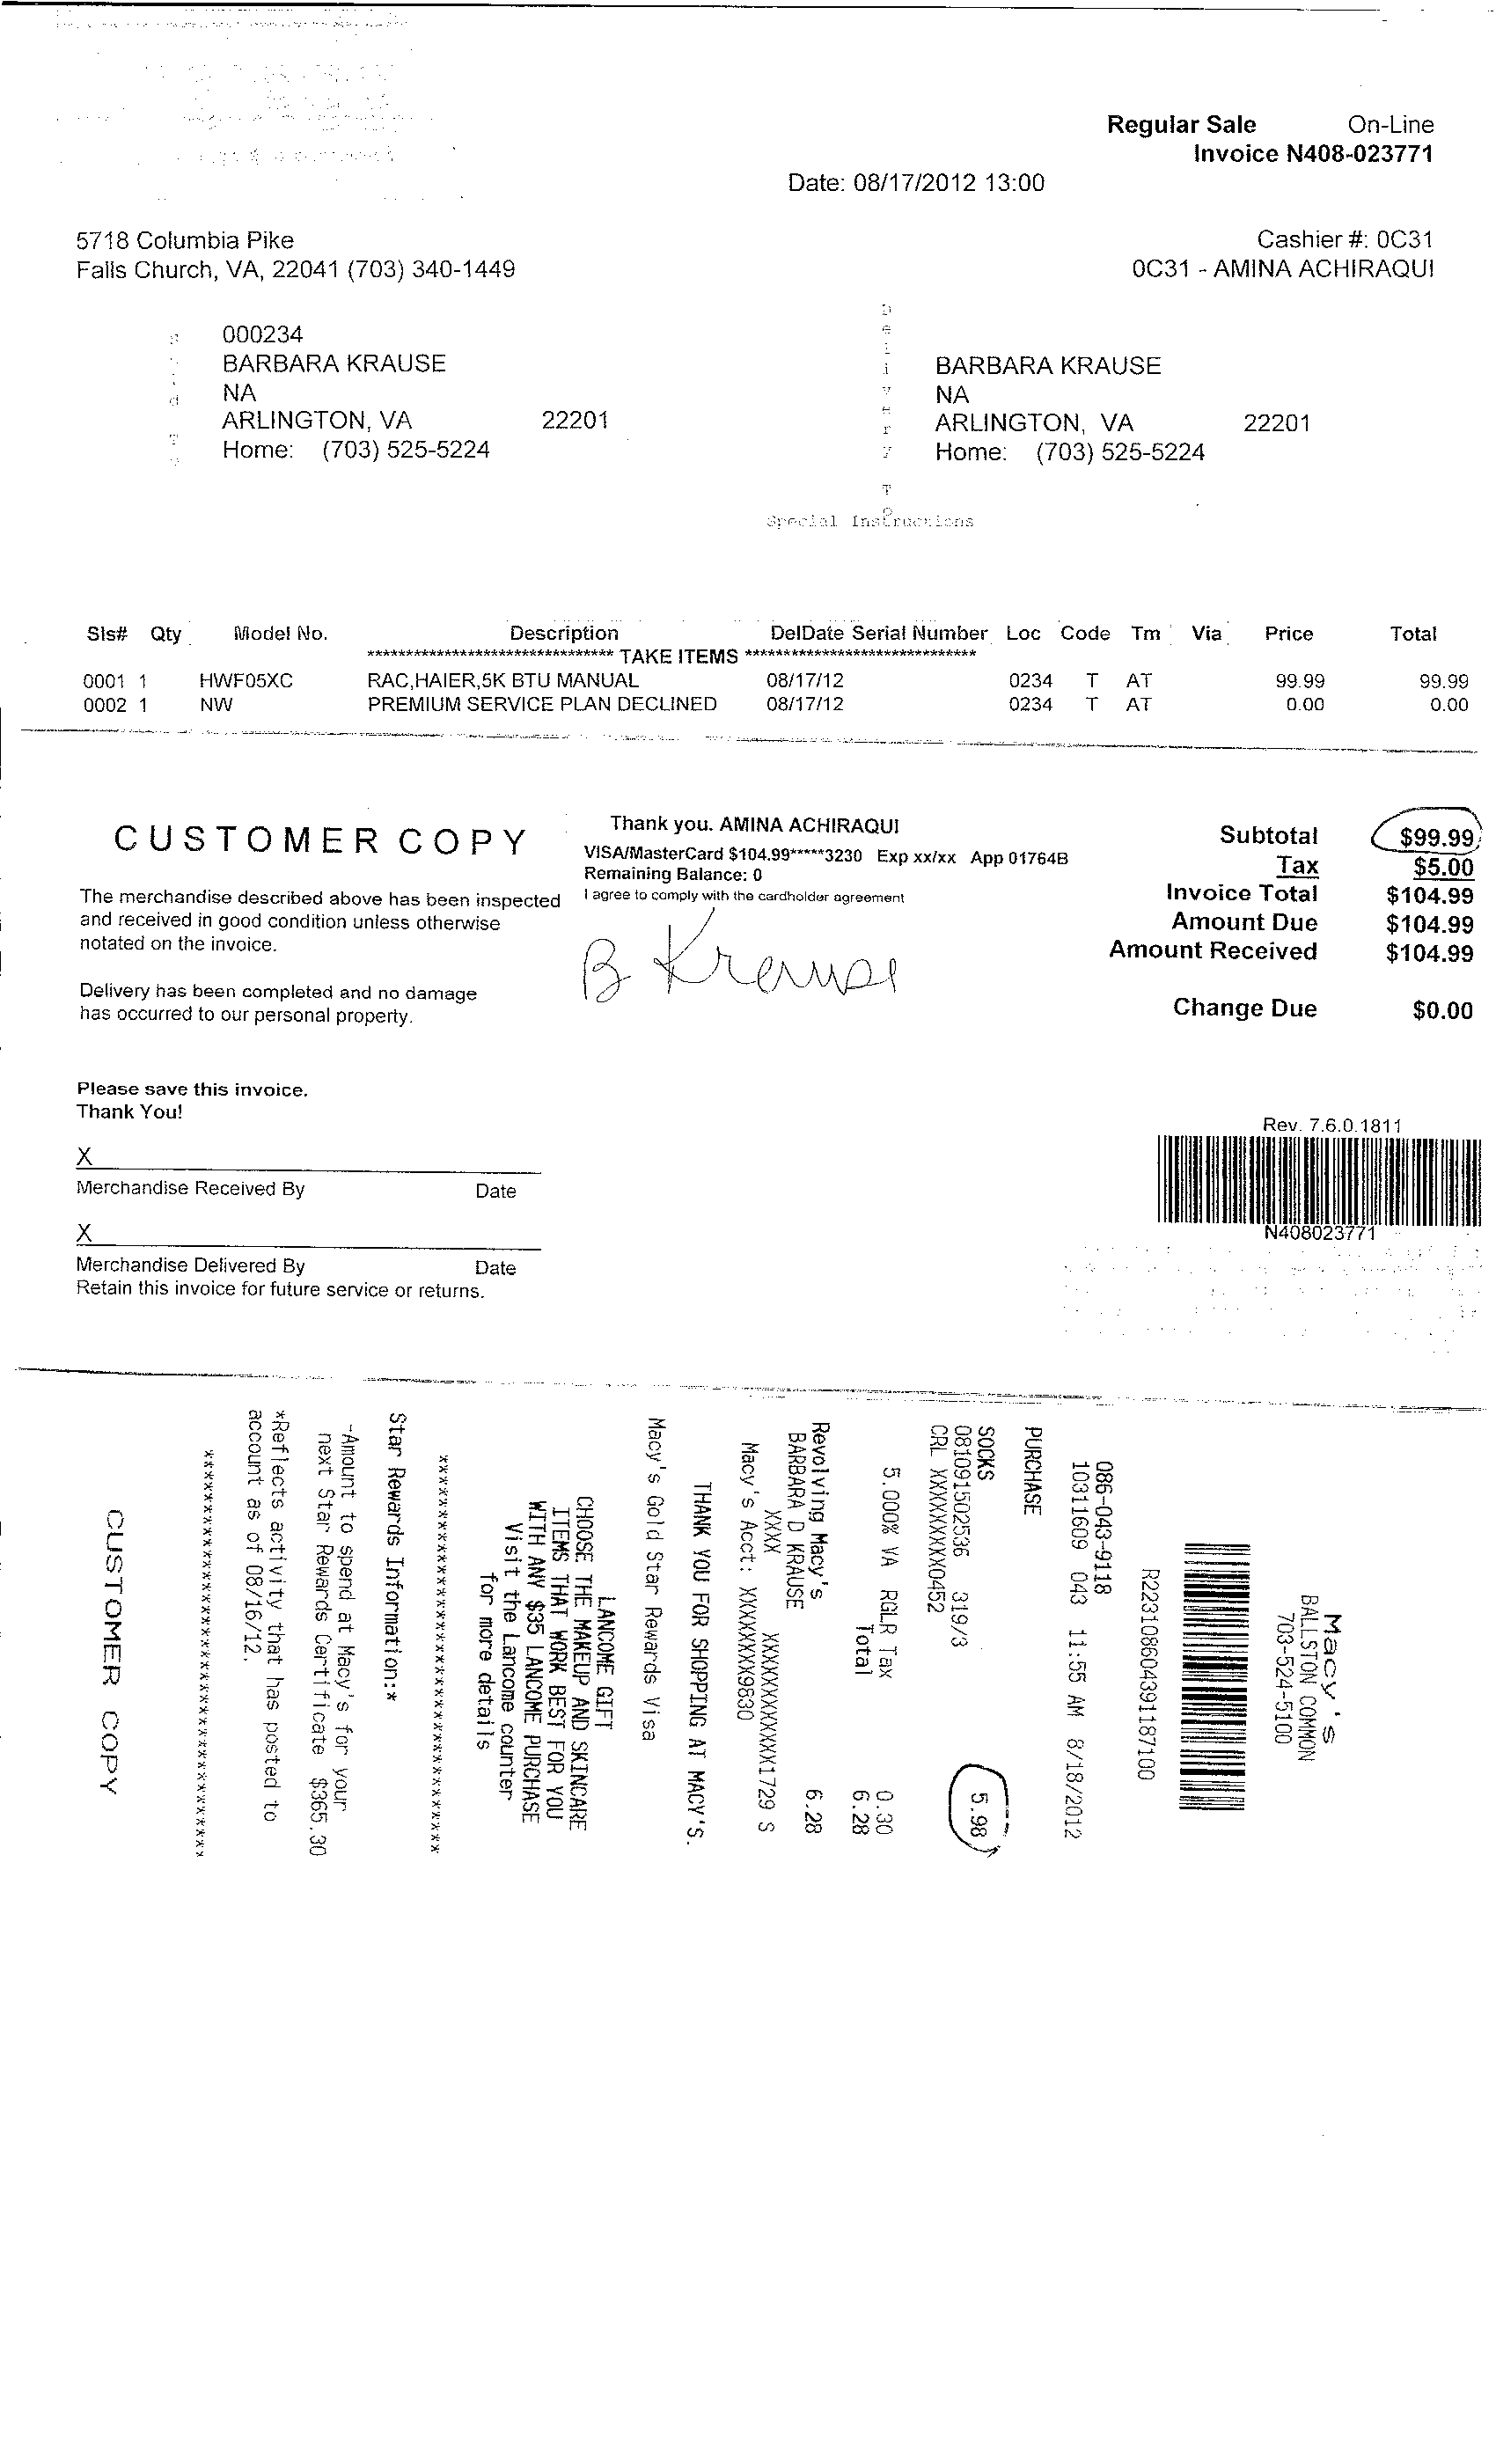 Regular Sale On-Line
Invoice N408-023771
Date: 08/17/2012 13:00
5718 Columbia Pike
Falls Church, VA, 22041 (703) 340-1449
Cashier #: 0C31
0C31 - AMINA ACHIRAQUI
000234
BARBARA KRAUSE
NA
ARLINGTON, VA 22201
Home: (703) 525-5224
Delivery To
BARBARA KRAUSE
NA
ARLINGTON, VA 22201
Home: (703) 525-5224
Special Instructions
Sls# Qty Model No. Description DelDate Serial Number Loc Code Tm Via Price Total
******************************** TAKE ITEMS ******************************
0001 1 HWF05XC RAC,HAIER,5K BTU MANUAL 08/17/12 0234 T AT 99.99 99.99
0002 1 NW PREMIUM SERVICE PLAN DECLINED 08/17/12 0234 T AT 0.00 0.00
CUSTOMER COPY
The merchandise described above has been inspected
and received in good condition unless otherwise
notated on the invoice.
Delivery has been completed and no damage
has occurred to our personal property.
Thank you. AMINA ACHIRAQUI
VISA/MasterCard $104.99*****3230 Exp xx/xx App 01764B
Remaining Balance: 0
I agree to comply with the cardholder agreement
B Krause
Subtotal $99.99
Tax $5.00
Invoice Total $104.99
Amount Due $104.99
Amount Received $104.99
Change Due $0.00
Please save this invoice.
Thank You!
X
Merchandise Received By Date
X
Merchandise Delivered By Date
Retain this invoice for future service or returns.
Rev. 7.6.0.1811
N408023771
Macy's
BALLSTON COMMON
703-524-5100
R223108604391187100
086-043-9118
10311609 043 11:55 AM 8/18/2012
PURCHASE
SOCKS
081091502536 319/3 5.98
CRL XXXXXXXXX0452
5.000% VA RGLR Tax 0.30
Total 6.28
Revolving Macy's 6.28
BARBARA D KRAUSE
XXXX XXXXXXXXXXXX1729 S
Macy's Acct: XXXXXXXX9830
THANK YOU FOR SHOPPING AT MACY'S.
Macy's Gold Star Rewards Visa
LANCOME GIFT
CHOOSE THE MAKEUP AND SKINCARE
ITEMS THAT WORK BEST FOR YOU
WITH ANY $35 LANCOME PURCHASE
Visit the Lancome counter
for more details
****************************************
Star Rewards Information:*
-Amount to spend at Macy's for your
next Star Rewards Certificate $365.30
*Reflects activity that has posted to
account as of 08/16/12.
****************************************
CUSTOMER COPY